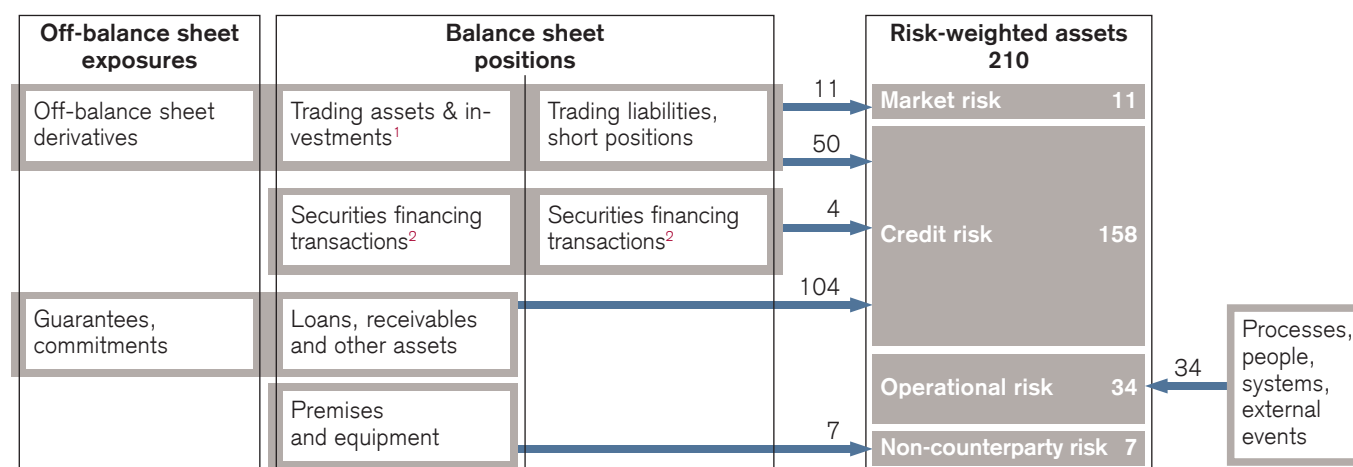 Off-balance sheet
exposures
Balance sheet
positions
Risk-weighted assets
210
Off-balance sheet
derivatives
Trading assets & in-
vestments1
Trading liabilities,
short positions
11
50
Market risk 11
Securities financing
transactions2
Securities financing
transactions2
4
Credit risk 158
Guarantees,
commitments
Loans, receivables
and other assets
104
Premises
and equipment
7
Operational risk 34
Non-counterparty risk 7
34
Processes,
people,
systems,
external
events